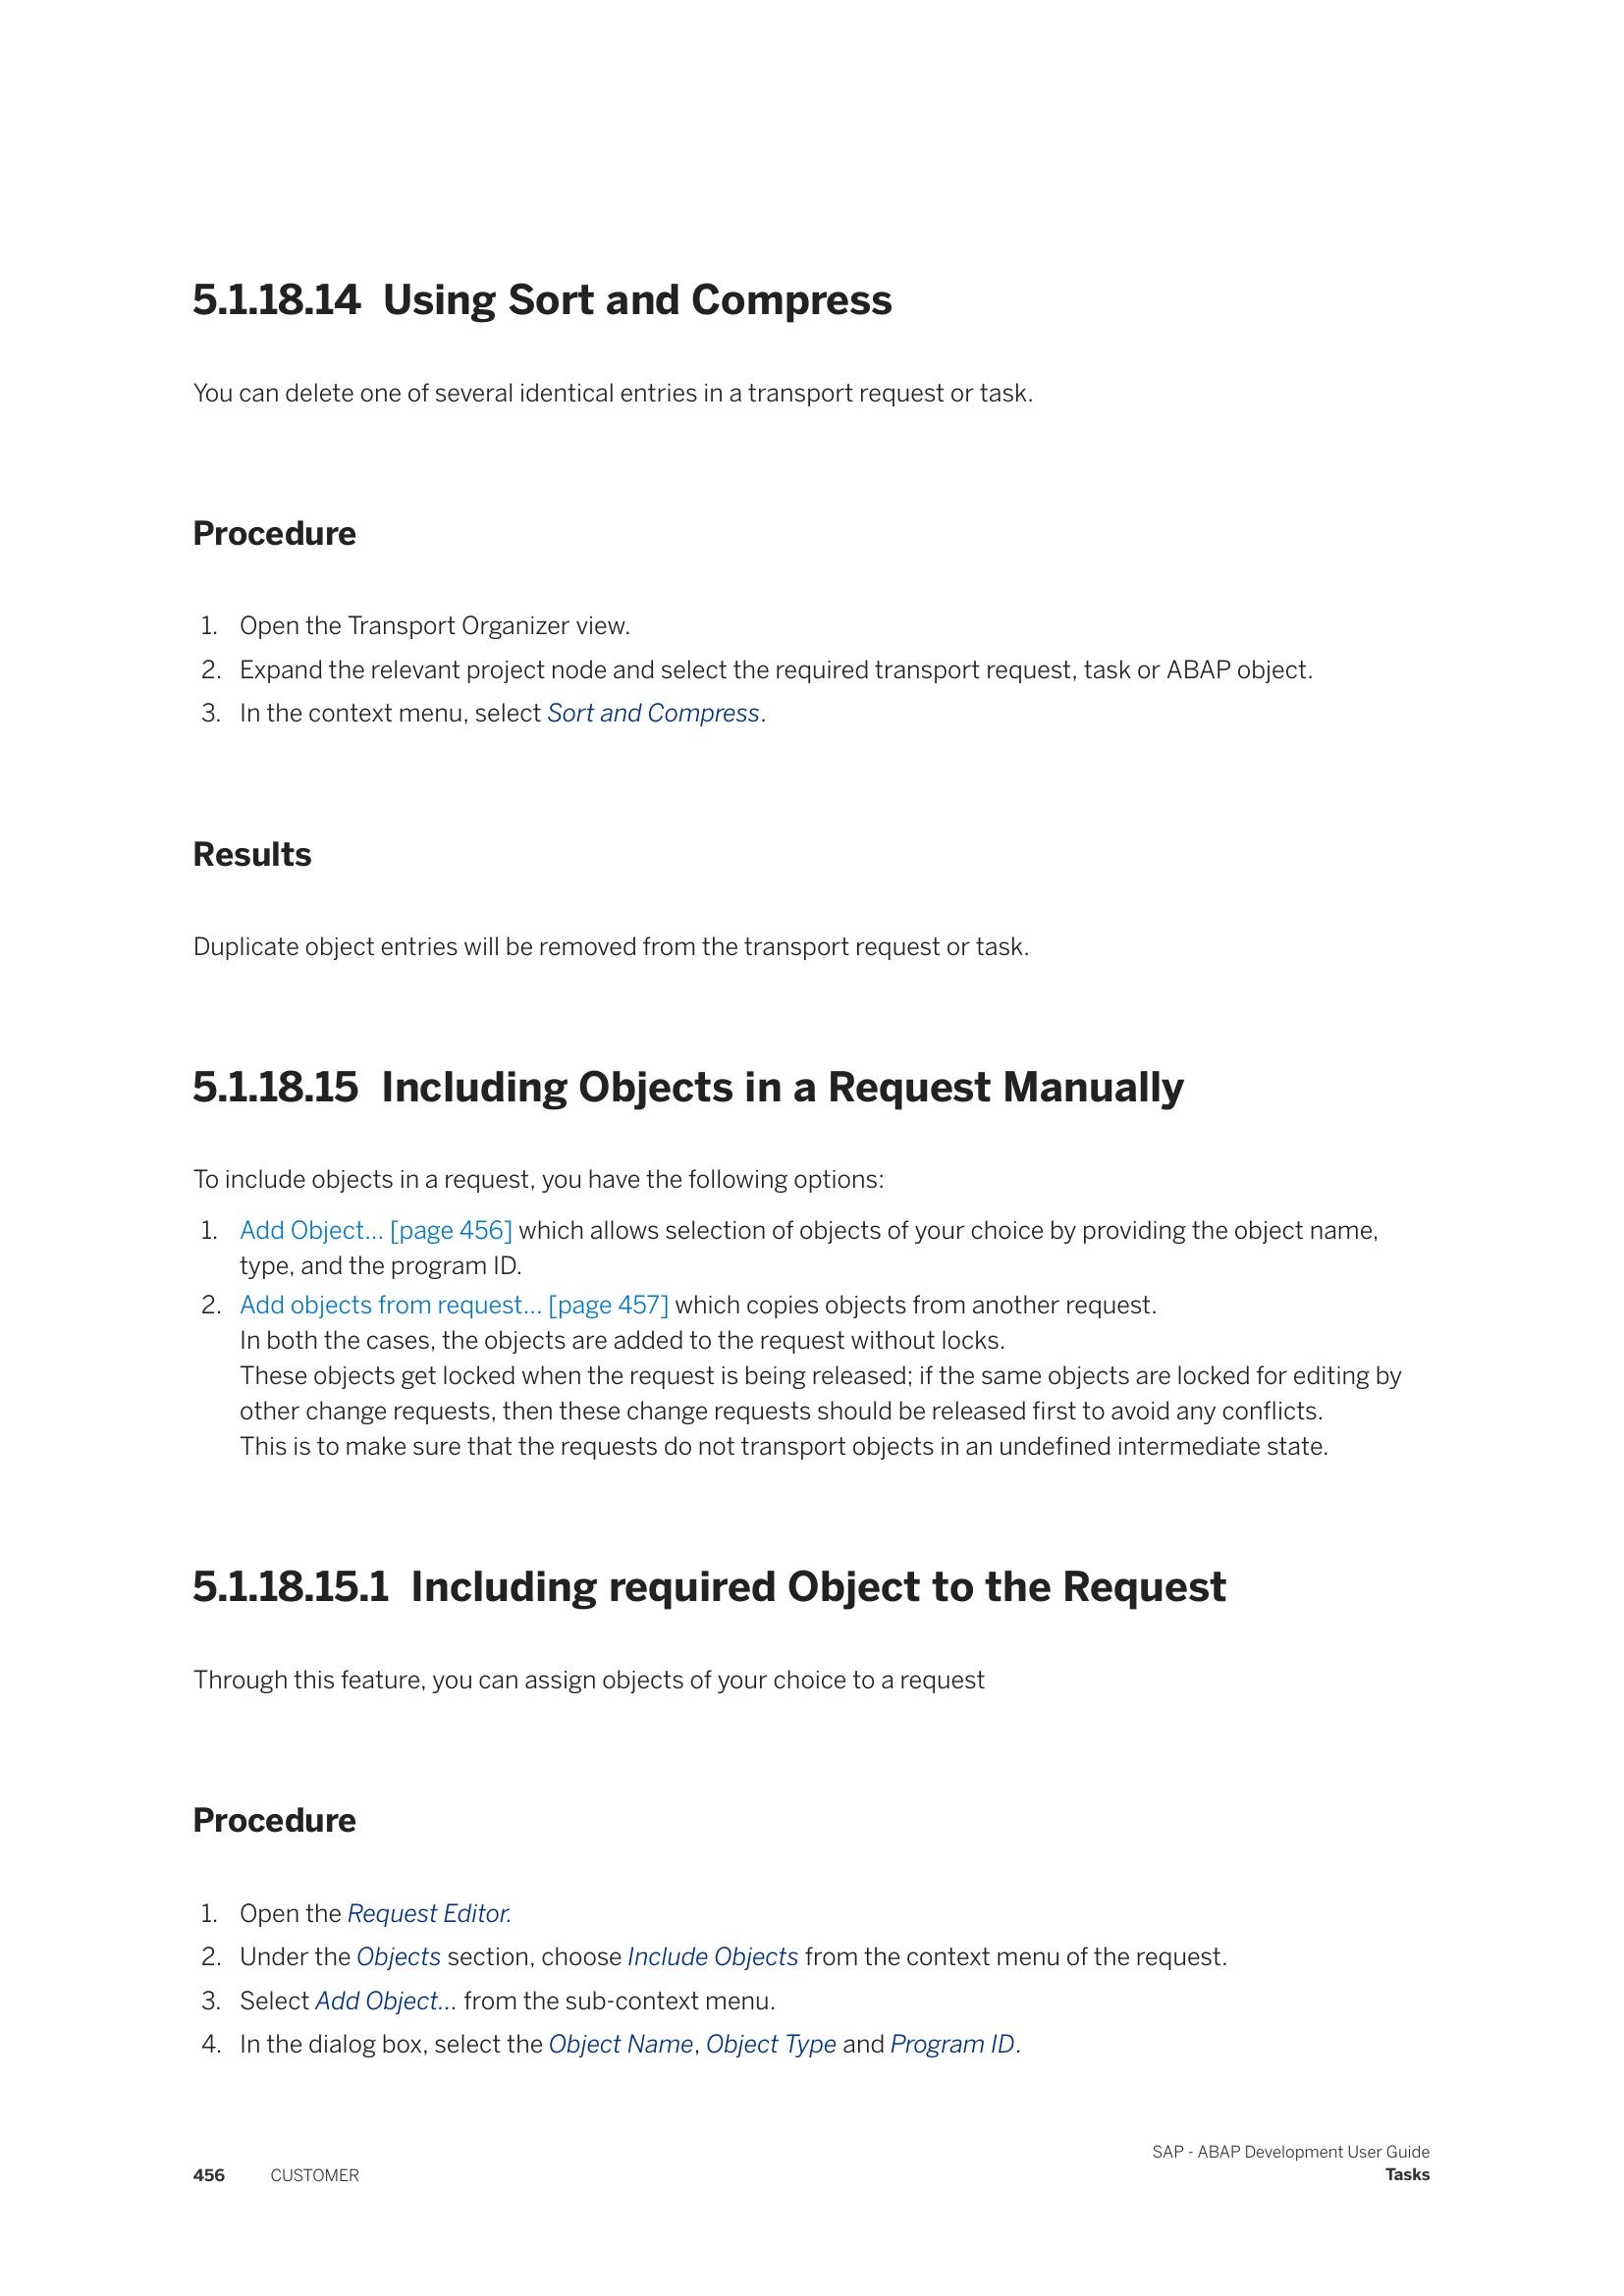 5.1.18.14 Using Sort and Compress
You can delete one of several identical entries in a transport request or task.
Procedure
1. Open the Transport Organizer view.
2. Expand the relevant project node and select the required transport request, task or ABAP object.
3. In the context menu, select Sort and Compress.
Results
Duplicate object entries will be removed from the transport request or task.
5.1.18.15 Including Objects in a Request Manually
To include objects in a request, you have the following options:
1. Add Object... [page 456] which allows selection of objects of your choice by providing the object name,
type, and the program ID.
2. Add objects from request... [page 457] which copies objects from another request.
In both the cases, the objects are added to the request without locks.
These objects get locked when the request is being released; if the same objects are locked for editing by
other change requests, then these change requests should be released first to avoid any conflicts.
This is to make sure that the requests do not transport objects in an undefined intermediate state.
5.1.18.15.1 Including required Object to the Request
Through this feature, you can assign objects of your choice to a request
Procedure
1. Open the Request Editor.
2. Under the Objects section, choose Include Objects from the context menu of the request.
3. Select Add Object... from the sub-context menu.
4. In the dialog box, select the Object Name, Object Type and Program ID.
SAP - ABAP Development User Guide
456 CUSTOMER Tasks